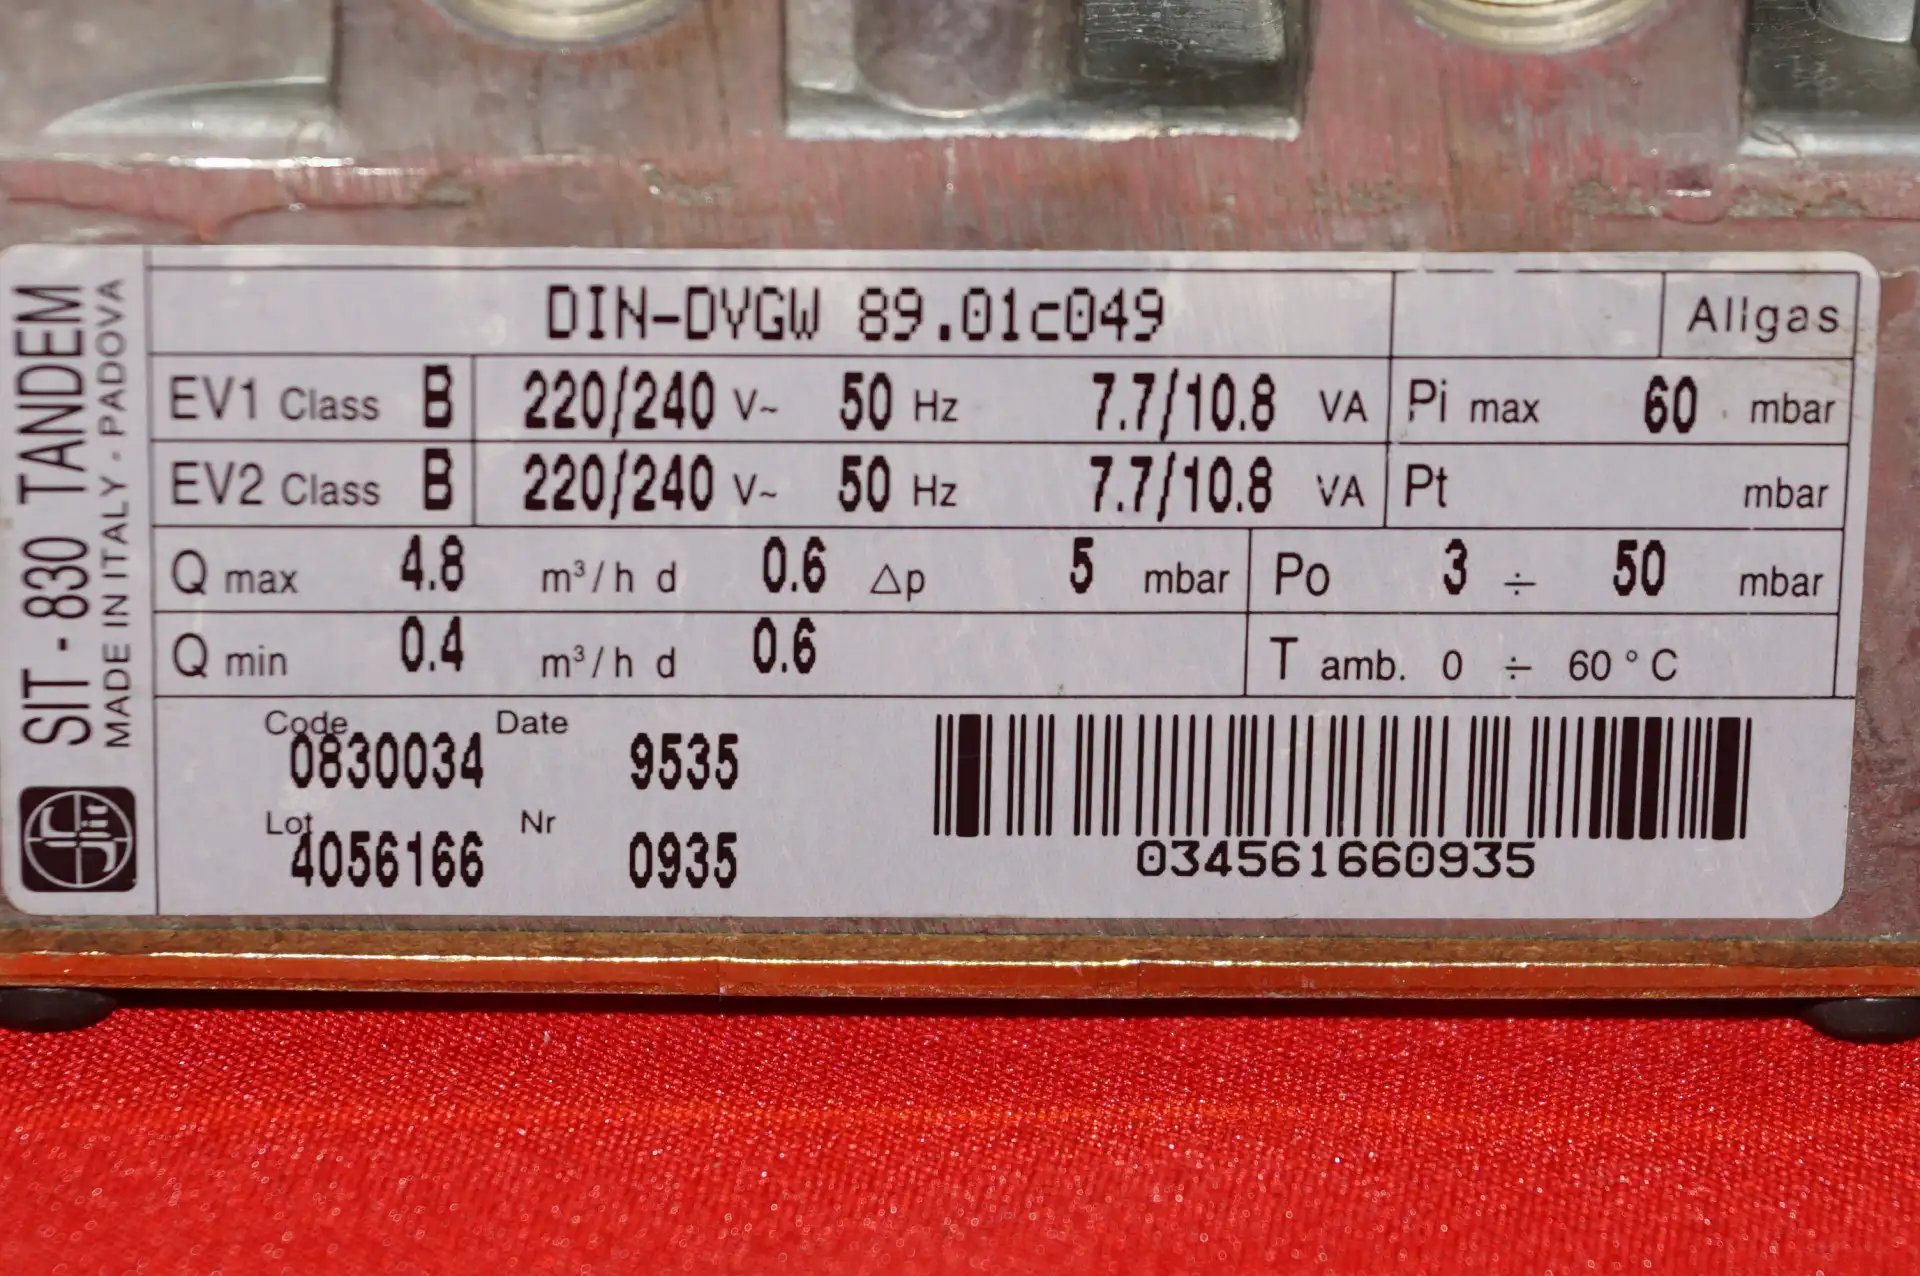 SIT - 830 TANDEM
MADE IN ITALY - PADOVA
sit
DIN-DVGW 89.01c049 Allgas
EV1 Class B 220/240 V~ 50 Hz 7.7/10.8 VA Pi max 60 mbar
EV2 Class B 220/240 V~ 50 Hz 7.7/10.8 VA Pt mbar
Q max 4.8 m³/h d 0.6 Δp 5 mbar Po 3 ÷ 50 mbar
Q min 0.4 m³/h d 0.6 T amb. 0 ÷ 60 °C
Code Date
0830034 9535
Lot Nr
4056166 0935
034561660935